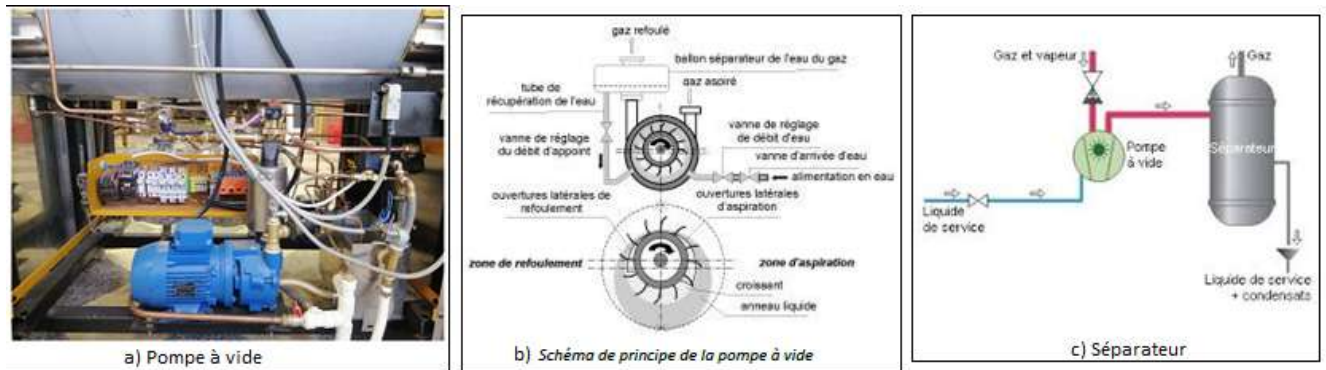 a) Pompe à vide
gaz refoulé
ballon séparateur de l'eau du gaz
tube de
récupération de l'eau
gaz aspiré
vanne de réglage
du débit d'appoint
vanne de réglage
de débit d'eau
vanne d'arrivée d'eau
alimentation en eau
ouvertures latérales de
refoulement
ouvertures latérales
d'aspiration
zone de refoulement
zone d'aspiration
croissant
anneau liquide
b) Schéma de principe de la pompe à vide
Gaz et vapeur
Gaz
Pompe
à vide
Séparateur
Liquide
de service
Liquide de service
+ condensats
c) Séparateur